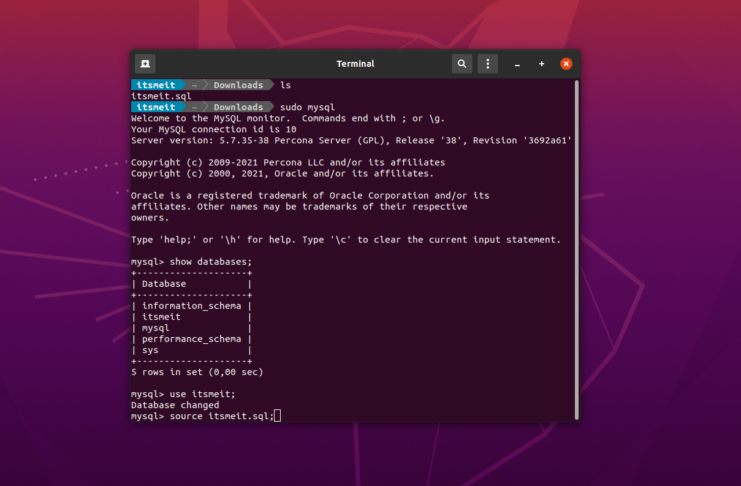 Terminal
itsmeit ~ Downloads ls
itsmeit.sql
itsmeit ~ Downloads sudo mysql
Welcome to the MySQL monitor.  Commands end with ; or \g.
Your MySQL connection id is 10
Server version: 5.7.35-38 Percona Server (GPL), Release '38', Revision '3692a61'
Copyright (c) 2009-2021 Percona LLC and/or its affiliates
Copyright (c) 2000, 2021, Oracle and/or its affiliates.
Oracle is a registered trademark of Oracle Corporation and/or its
affiliates. Other names may be trademarks of their respective
owners.
Type 'help;' or '\h' for help. Type '\c' to clear the current input statement.
mysql> show databases;
+--------------------+
| Database           |
+--------------------+
| information_schema |
| itsmeit            |
| mysql              |
| performance_schema |
| sys                |
+--------------------+
5 rows in set (0,00 sec)
mysql> use itsmeit;
Database changed
mysql> source itsmeit.sql;